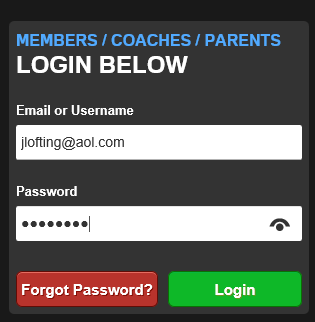 MEMBERS / COACHES / PARENTS
LOGIN BELOW
Email or Username
jlofting@aol.com
Password
●●●●●●●●
Forgot Password? Login